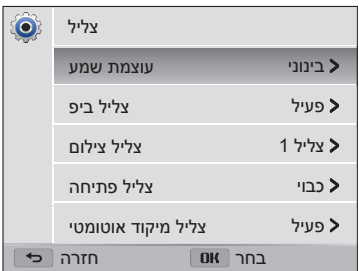 צליל
עוצמת שמע בינוני
צליל ביפ פעיל
צליל צילום צליל 1
צליל פתיחה כבוי
צליל מיקוד אוטומטי פעיל
חזרה OK בחר